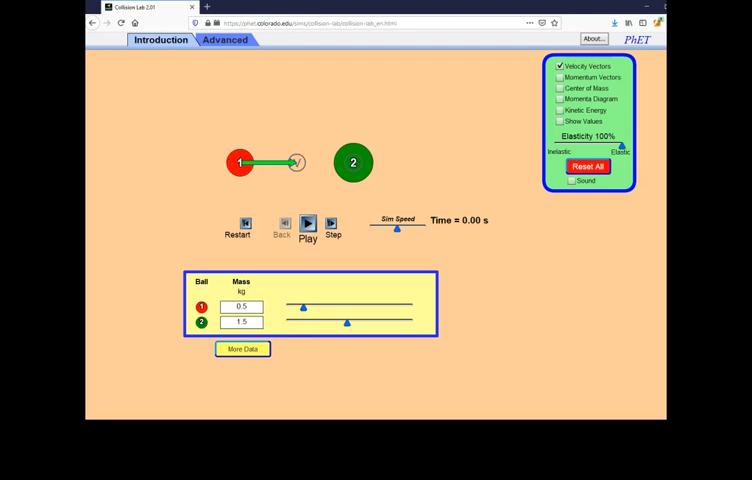 Collision Lab 2.01
https://phet.colorado.edu/sims/collision-lab/collision-lab_en.html
Introduction
Advanced
About...
PhET
Velocity Vectors
Momentum Vectors
Center of Mass
Momenta Diagram
Kinetic Energy
Show Values
Elasticity 100%
Inelastic
Elastic
Reset All
Sound
1
V
2
Sim Speed
Time = 0.00 s
Restart
Back
Play
Step
Ball Mass
kg
1 0.5
2 1.5
More Data